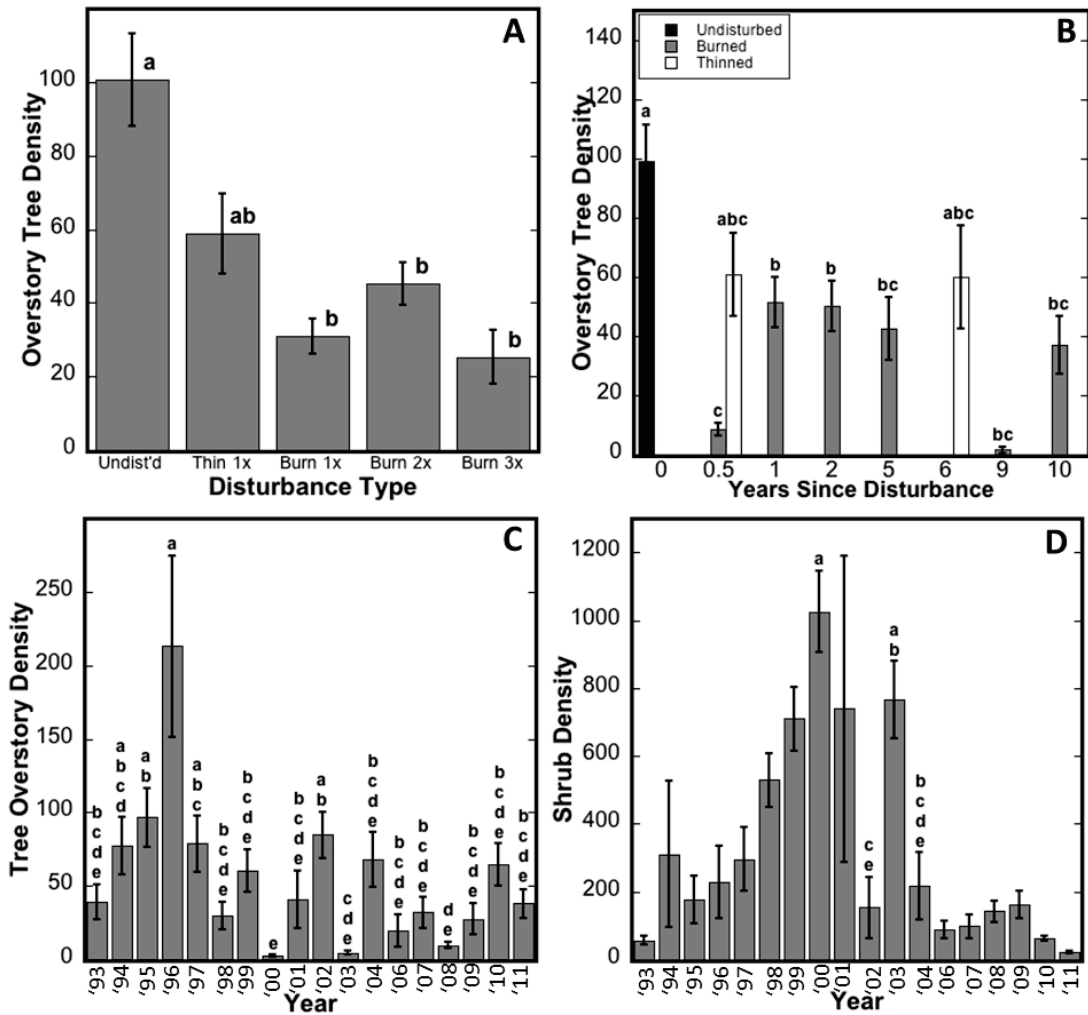 A
Overstory Tree Density
100
80
60
40
20
0
a
ab
b
b
b
Undist'd Thin 1x Burn 1x Burn 2x Burn 3x
Disturbance Type
B
Undisturbed
Burned
Thinned
Overstory Tree Density
140
120
100
80
60
40
20
0
a
c
abc
b
b
bc
abc
bc
bc
0 0.5 1 2 5 6 9 10
Years Since Disturbance
C
Tree Overstory Density
250
200
150
100
50
0
b
c
d
e
a
b
c
d
a
b
a
a
b
c
b
c
d
e
b
c
d
e
e
b
c
d
e
a
b
c
d
e
b
c
d
e
b
c
d
e
b
c
d
e
d
e
b
c
d
e
b
c
d
e
b
c
d
e
'93 '94 '95 '96 '97 '98 '99 '00 '01 '02 '03 '04 '06 '07 '08 '09 '10 '11
Year
D
Shrub Density
1200
1000
800
600
400
200
0
a
c
e
a
b
b
c
d
e
'93 '94 '95 '96 '97 '98 '99 '00 '01 '02 '03 '04 '06 '07 '08 '09 '10 '11
Year